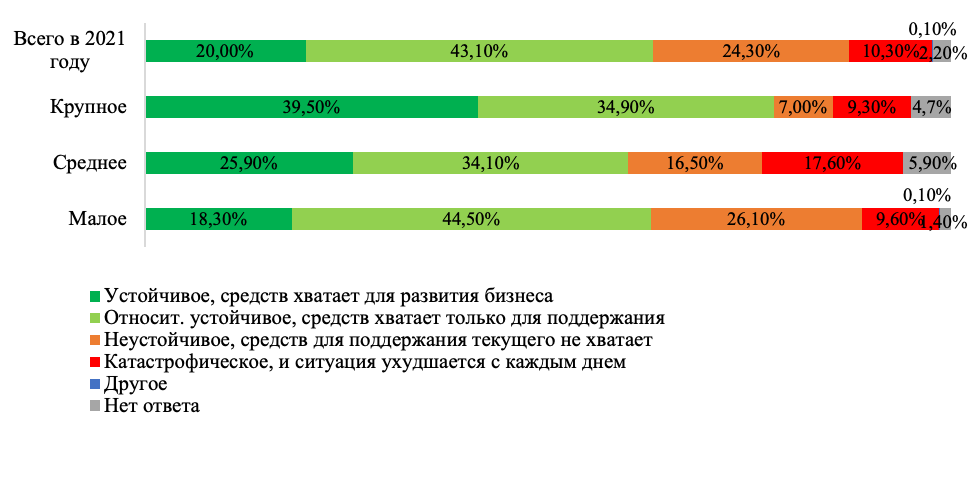 0,10%
Всего в 2021
году
20,00% 43,10% 24,30% 10,30% 2,20%
Крупное 39,50% 34,90% 7,00% 9,30% 4,7%
Среднее 25,90% 34,10% 16,50% 17,60% 5,90%
0,10%
Малое 18,30% 44,50% 26,10% 9,60% 1,40%
Устойчивое, средств хватает для развития бизнеса
Относит. устойчивое, средств хватает только для поддержания
Неустойчивое, средств для поддержания текущего не хватает
Катастрофическое, и ситуация ухудшается с каждым днем
Другое
Нет ответа